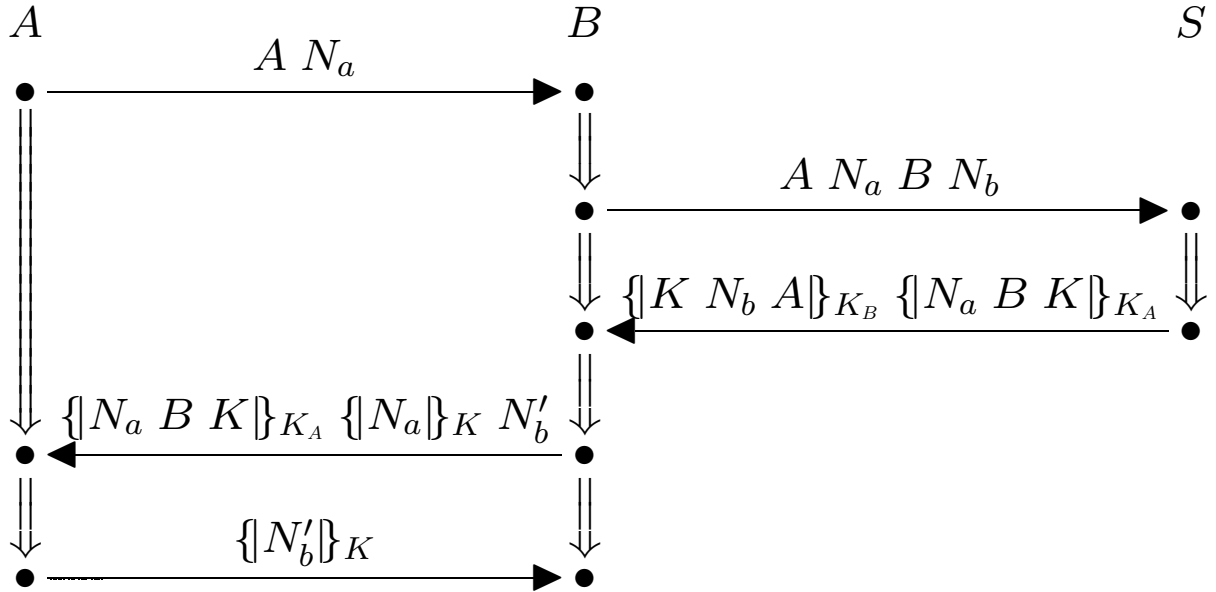 A B S
A N_a
A N_a B N_b
{|K N_b A|}_{K_B} {|N_a B K|}_{K_A}
{|N_a B K|}_{K_A} {|N_a|}_K N'_b
{|N'_b|}_K